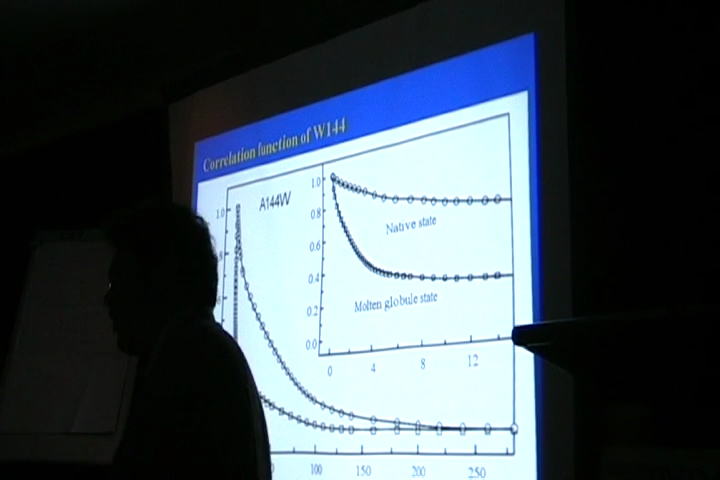 Correlation function of W144
A144W
1.0
1.0
0.8
0.6
0.4
0.2
0.0
Native state
Molten globule state
0 4 8 12
100 150 200 250